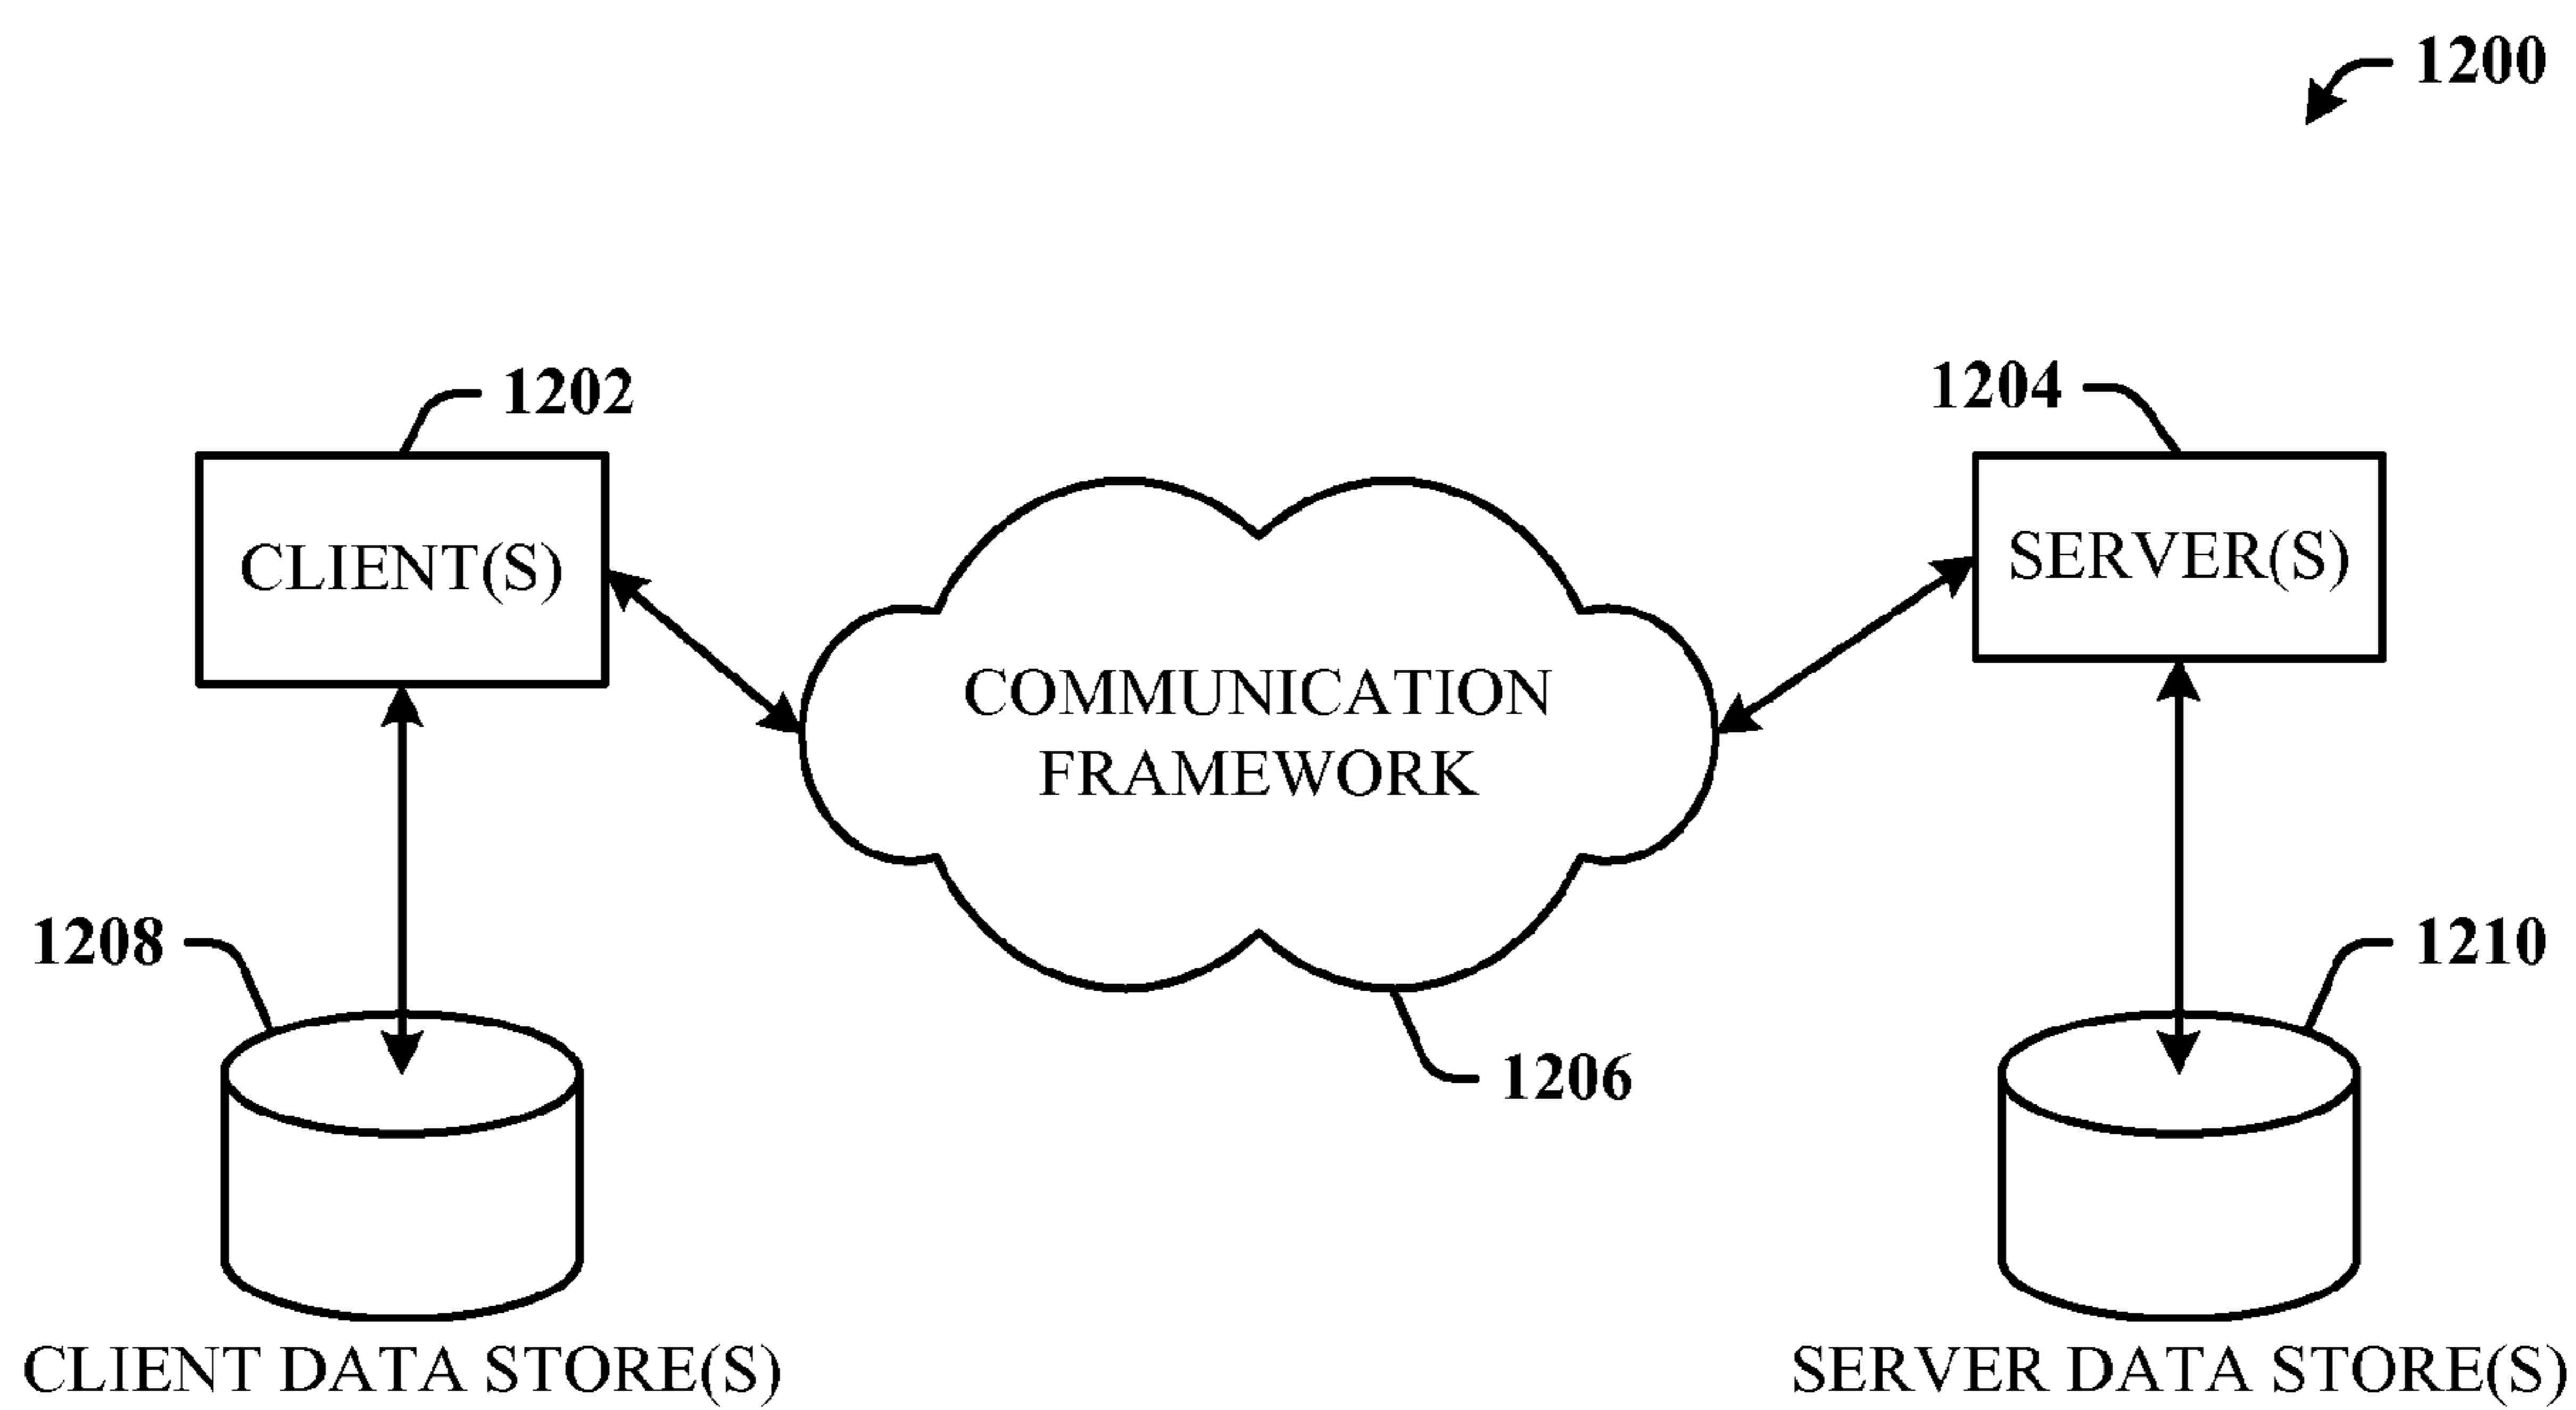 1200
1202
1204
CLIENT(S)
SERVER(S)
COMMUNICATION
FRAMEWORK
1208
1210
1206
CLIENT DATA STORE(S)
SERVER DATA STORE(S)